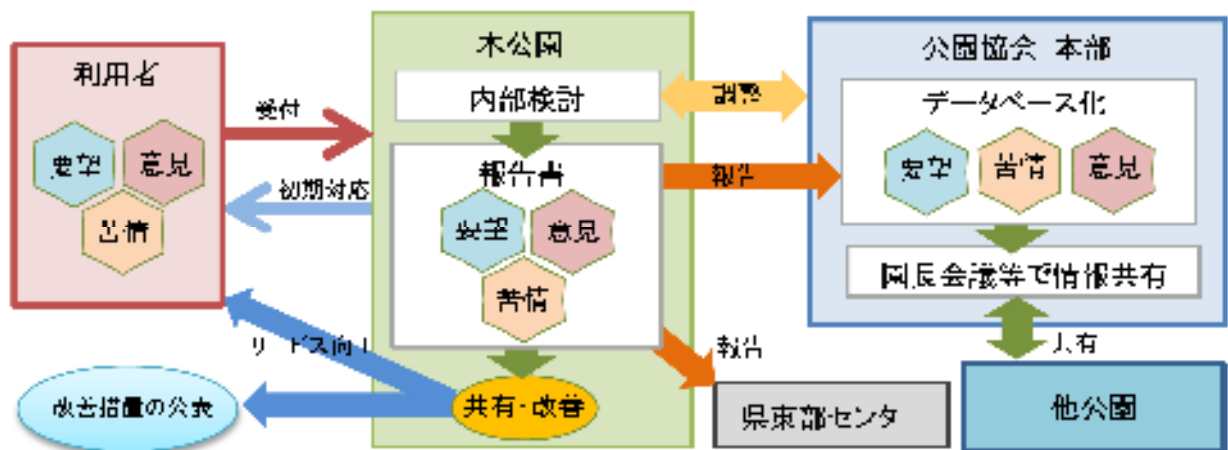 利用者
要望
意見
苦情
受付
初期対応
サービス向上
改善措置の公表
本公園
内部検討
報告書
要望
意見
苦情
共有・改善
調整
報告
報告
県東部センタ
公園協会 本部
データベース化
要望
苦情
意見
園長会議等で情報共有
共有
他公園